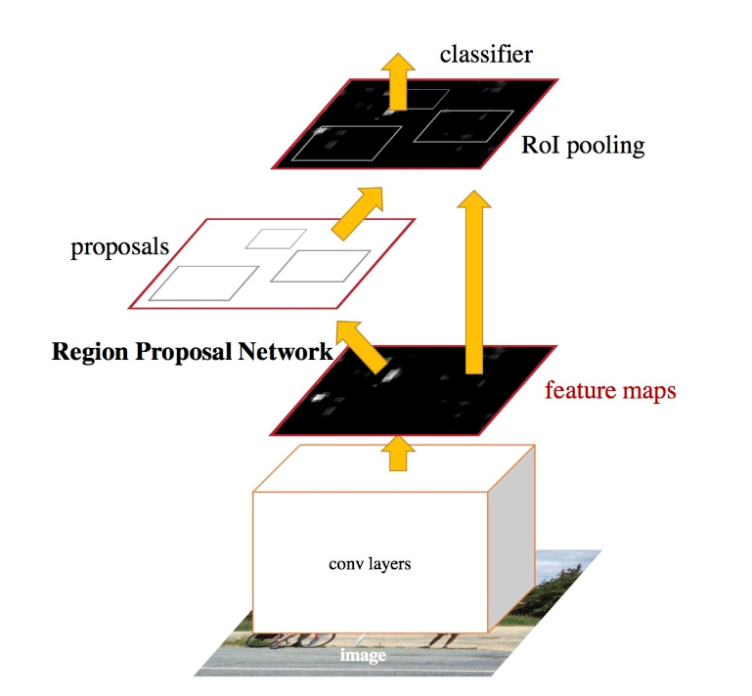 classifier
RoI pooling
proposals
Region Proposal Network
feature maps
conv layers
image